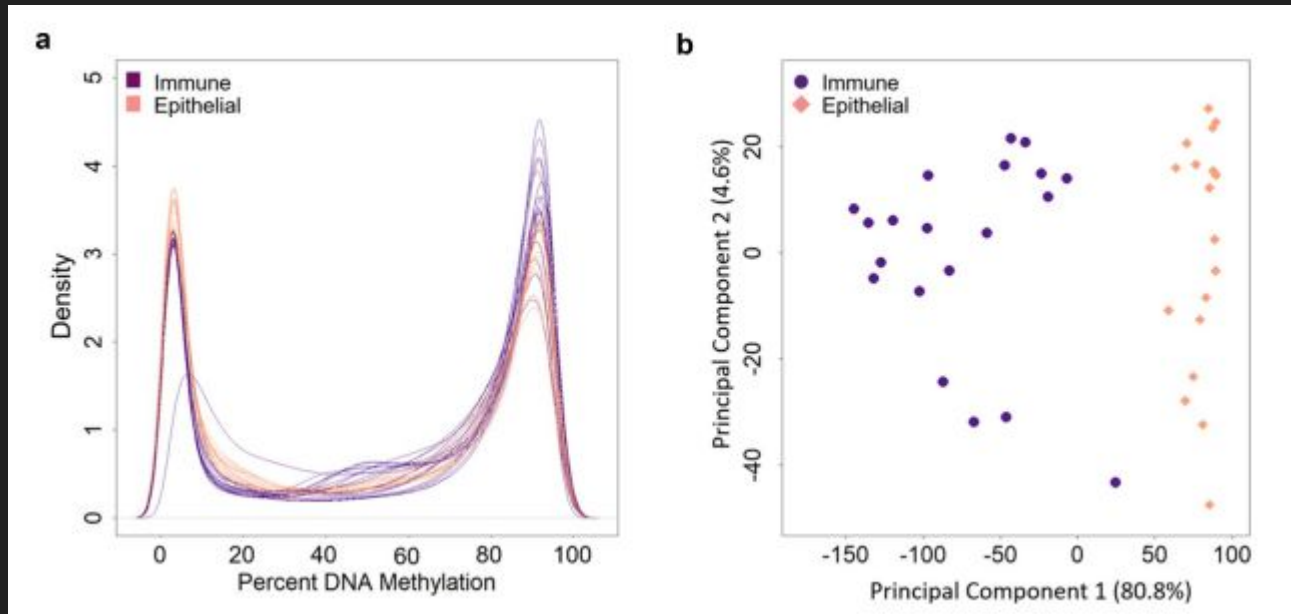 a
Immune
Epithelial
5
4
3
2
1
0
Density
0 20 40 60 80 100
Percent DNA Methylation
b
Immune
Epithelial
20
0
-20
-40
Principal Component 2 (4.6%)
-150 -100 -50 0 50 100
Principal Component 1 (80.8%)